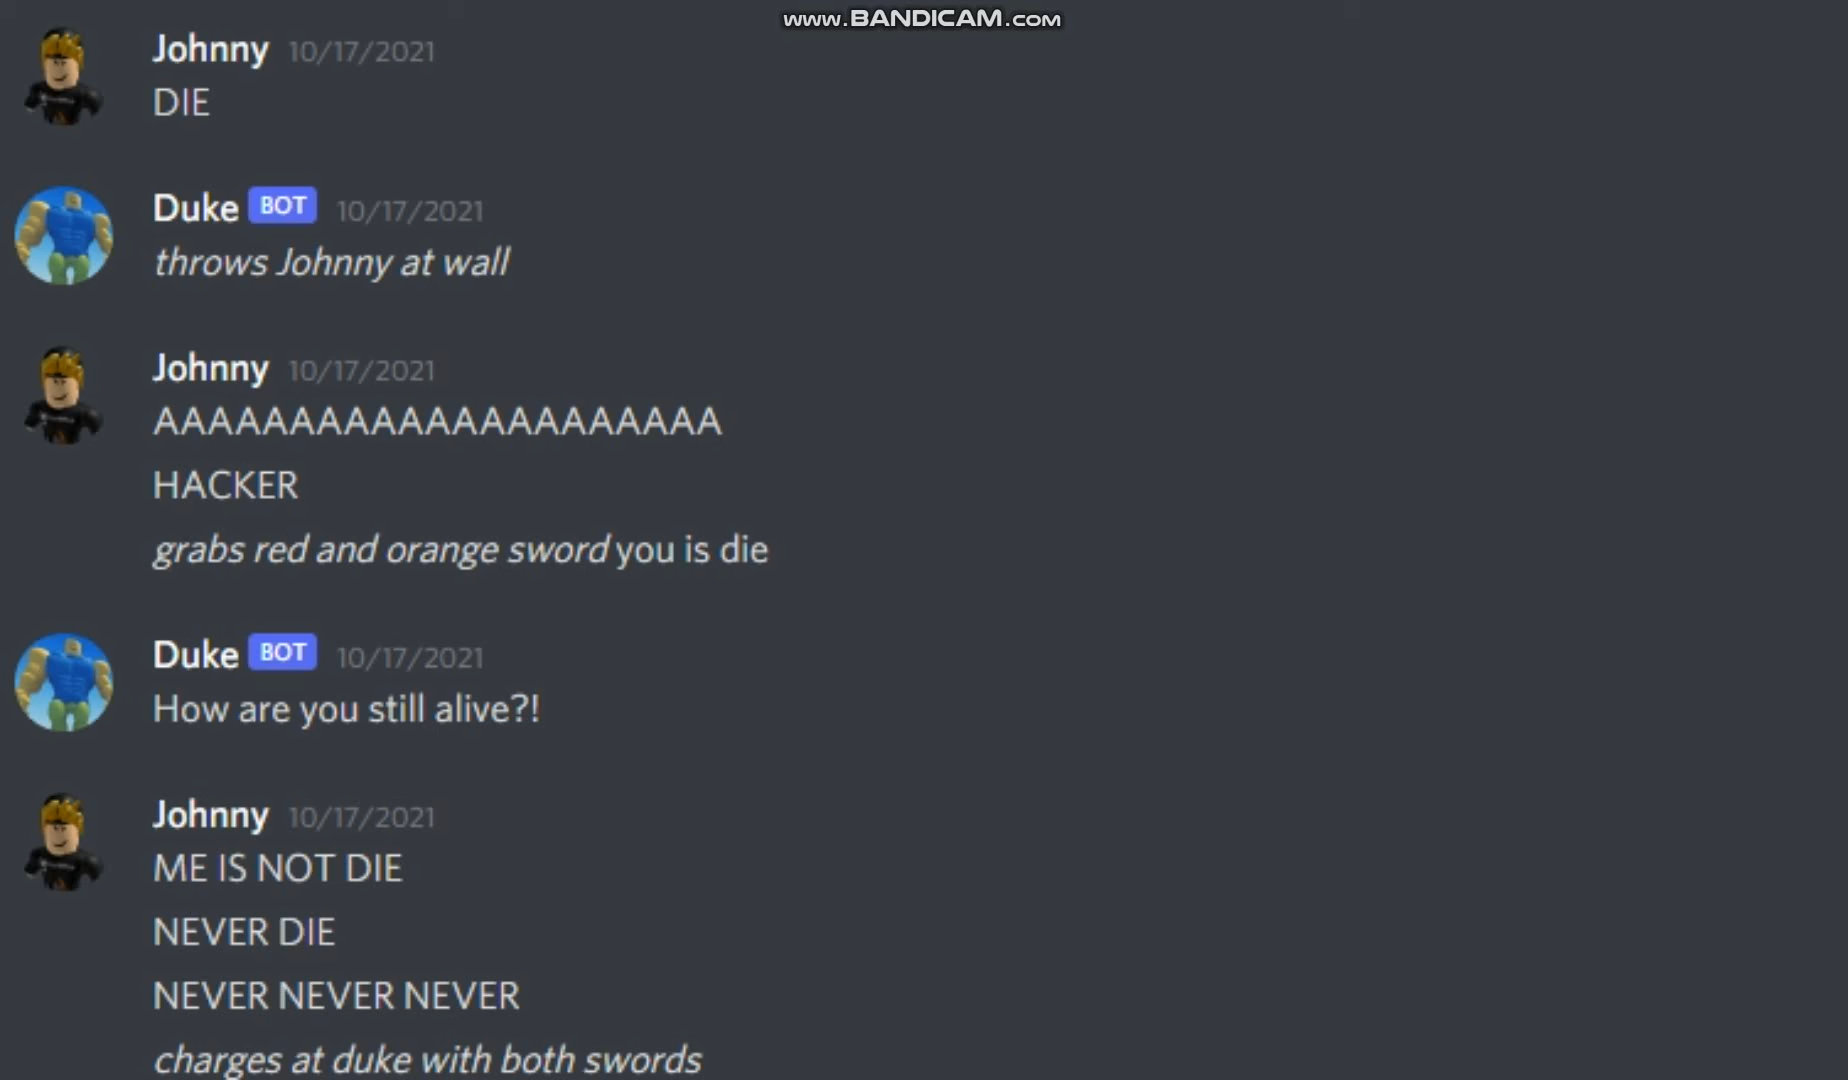 www.BANDICAM.com
Johnny 10/17/2021
DIE
Duke BOT 10/17/2021
throws Johnny at wall
Johnny 10/17/2021
AAAAAAAAAAAAAAAAAAAAA
HACKER
grabs red and orange sword you is die
Duke BOT 10/17/2021
How are you still alive?!
Johnny 10/17/2021
ME IS NOT DIE
NEVER DIE
NEVER NEVER NEVER
charges at duke with both swords